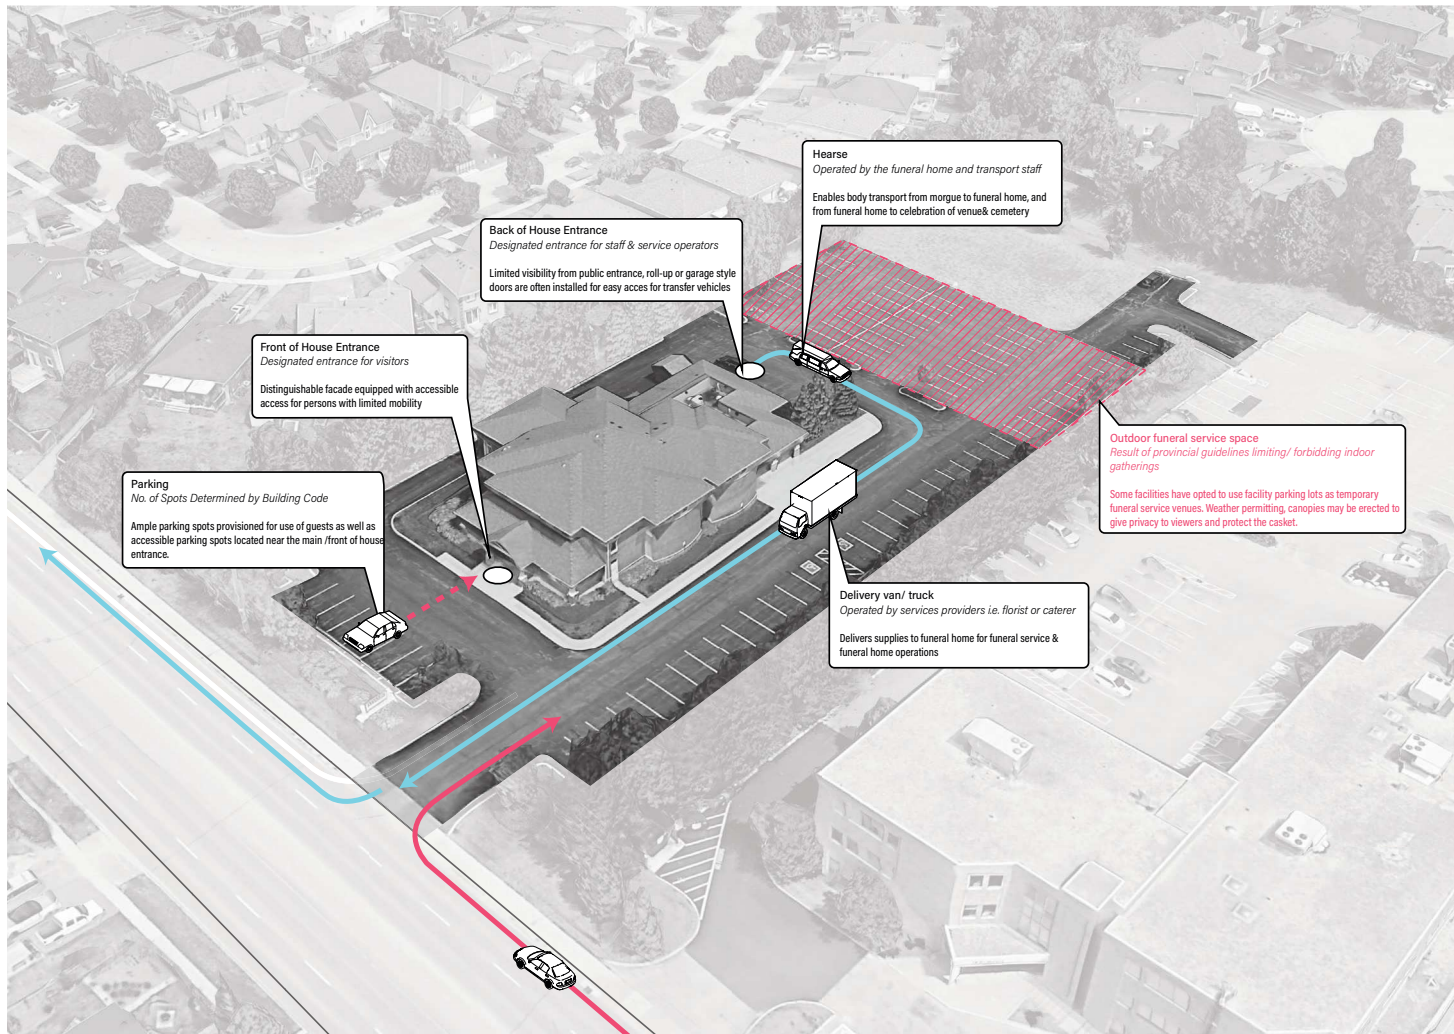 Hearse
Operated by the funeral home and transport staff
Enables body transport from morgue to funeral home, and
from funeral home to celebration of venue& cemetery
Back of House Entrance
Designated entrance for staff & service operators
Limited visibility from public entrance, roll-up or garage style
doors are often installed for easy acces for transfer vehicles
Front of House Entrance
Designated entrance for visitors
Distinguishable facade equipped with accessible
access for persons with limited mobility
Parking
No. of Spots Determined by Building Code
Ample parking spots provisioned for use of guests as well as
accessible parking spots located near the main /front of house
entrance.
Outdoor funeral service space
Result of provincial guidelines limiting/ forbidding indoor
gatherings
Some facilities have opted to use facility parking lots as temporary
funeral service venues. Weather permitting, canopies may be erected to
give privacy to viewers and protect the casket.
Delivery van/ truck
Operated by services providers i.e. florist or caterer
Delivers supplies to funeral home for funeral service &
funeral home operations